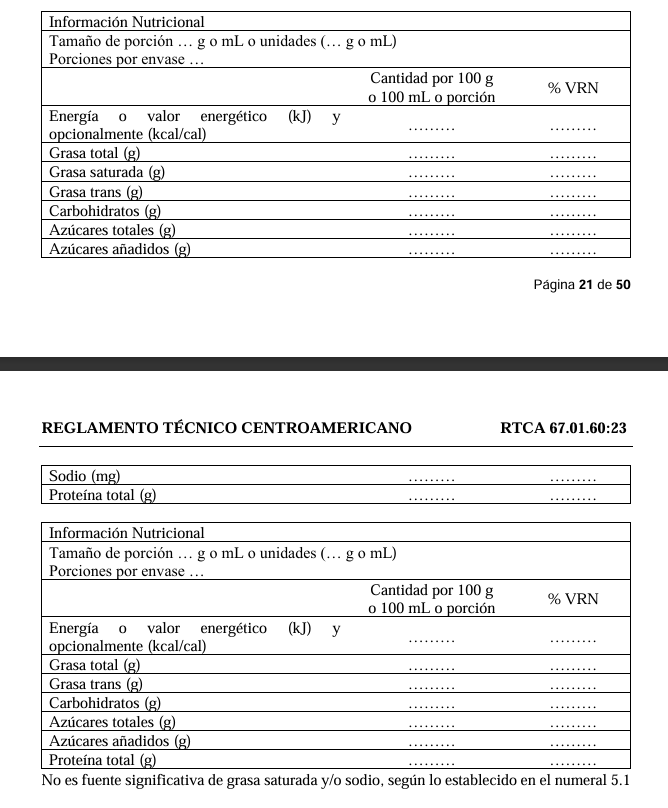 Información Nutricional
Tamaño de porción … g o mL o unidades (… g o mL)
Porciones por envase …
Cantidad por 100 g
o 100 mL o porción
% VRN
Energía o valor energético (kJ) y
opcionalmente (kcal/cal) ……… ………
Grasa total (g) ……… ………
Grasa saturada (g) ……… ………
Grasa trans (g) ……… ………
Carbohidratos (g) ……… ………
Azúcares totales (g) ……… ………
Azúcares añadidos (g) ……… ………
Página 21 de 50
REGLAMENTO TÉCNICO CENTROAMERICANO RTCA 67.01.60:23
Sodio (mg) ……… ………
Proteína total (g) ……… ………
Información Nutricional
Tamaño de porción … g o mL o unidades (… g o mL)
Porciones por envase …
Cantidad por 100 g
o 100 mL o porción
% VRN
Energía o valor energético (kJ) y
opcionalmente (kcal/cal) ……… ………
Grasa total (g) ……… ………
Grasa trans (g) ……… ………
Carbohidratos (g) ……… ………
Azúcares totales (g) ……… ………
Azúcares añadidos (g) ……… ………
Proteína total (g) ……… ………
No es fuente significativa de grasa saturada y/o sodio, según lo establecido en el numeral 5.1